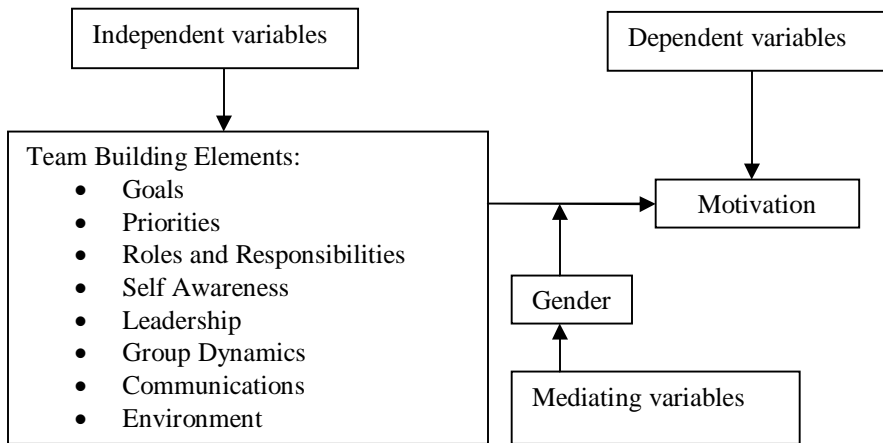 Independent variables
Dependent variables
Team Building Elements:
• Goals
• Priorities
• Roles and Responsibilities
• Self Awareness
• Leadership
• Group Dynamics
• Communications
• Environment
Motivation
Gender
Mediating variables